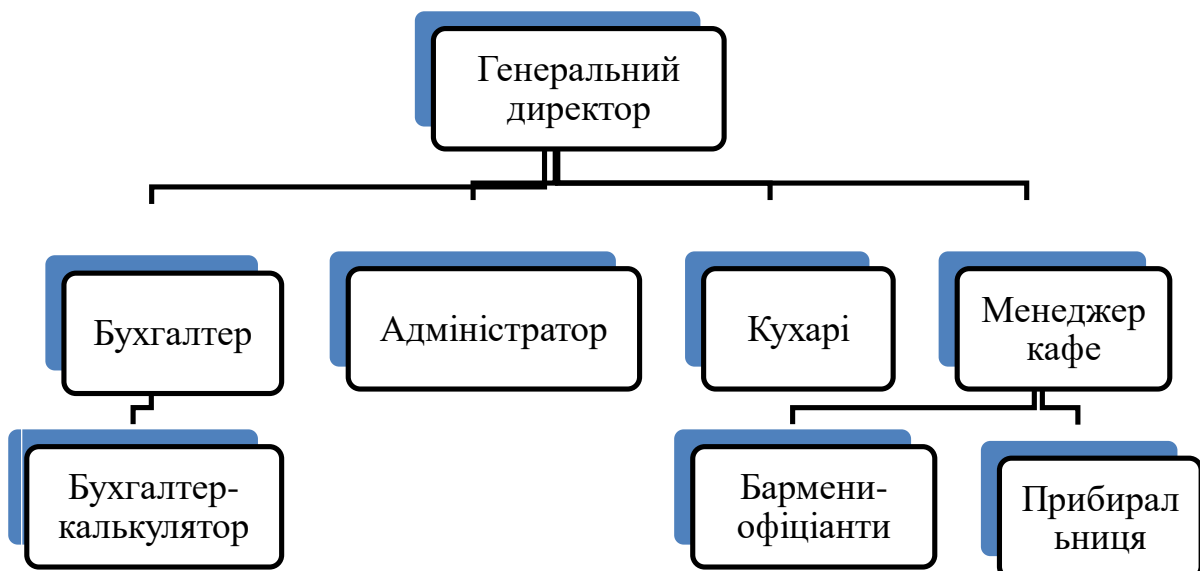 Генеральний
директор
Бухгалтер
Адміністратор
Кухарі
Менеджер
кафе
Бухгалтер-
калькулятор
Бармени-
офіціанти
Прибирал
ьниця